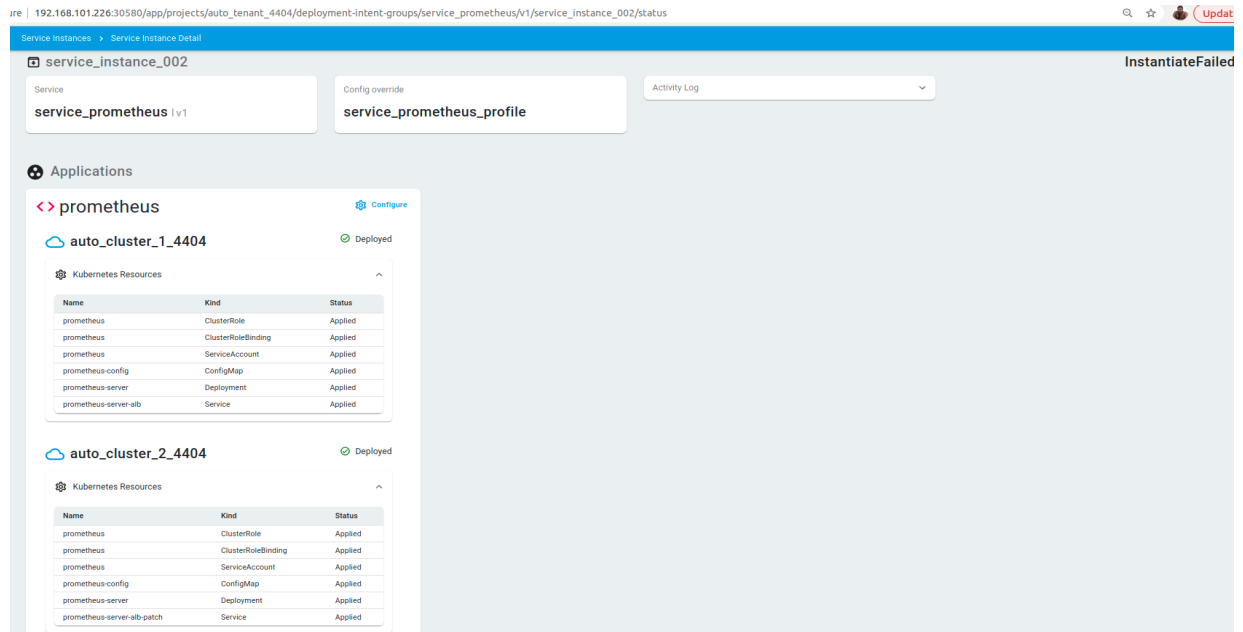 ure | 192.168.101.226:30580/app/projects/auto_tenant_4404/deployment-intent-groups/service_prometheus/v1/service_instance_002/status
Updat
Service Instances > Service Instance Detail
service_instance_002
InstantiateFailed
Service
service_prometheus | v1
Config override
service_prometheus_profile
Activity Log
Applications
<> prometheus
Configure
auto_cluster_1_4404
Deployed
Kubernetes Resources
Name Kind Status
prometheus ClusterRole Applied
prometheus ClusterRoleBinding Applied
prometheus ServiceAccount Applied
prometheus-config ConfigMap Applied
prometheus-server Deployment Applied
prometheus-server-alb Service Applied
auto_cluster_2_4404
Deployed
Kubernetes Resources
Name Kind Status
prometheus ClusterRole Applied
prometheus ClusterRoleBinding Applied
prometheus ServiceAccount Applied
prometheus-config ConfigMap Applied
prometheus-server Deployment Applied
prometheus-server-alb-patch Service Applied